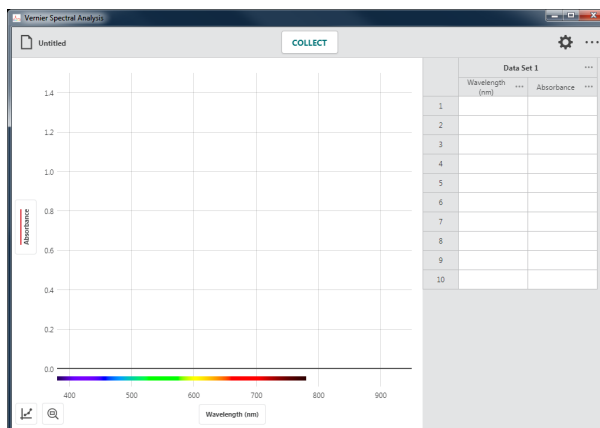 Vernier Spectral Analysis
Untitled
COLLECT
Data Set 1
Wavelength
(nm)
Absorbance
1
2
3
4
5
6
7
8
9
10
1.4
1.2
1.0
0.8
0.6
0.4
0.2
0.0
Absorbance
400 500 600 700 800 900
Wavelength (nm)